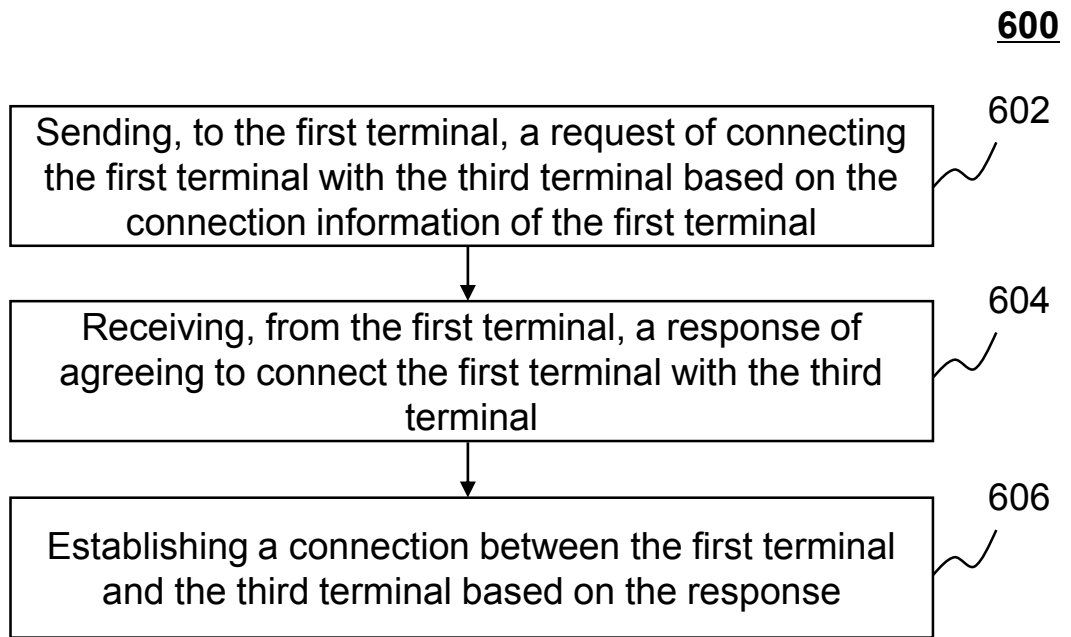 600
602
Sending, to the first terminal, a request of connecting
the first terminal with the third terminal based on the
connection information of the first terminal
604
Receiving, from the first terminal, a response of
agreeing to connect the first terminal with the third
terminal
606
Establishing a connection between the first terminal
and the third terminal based on the response